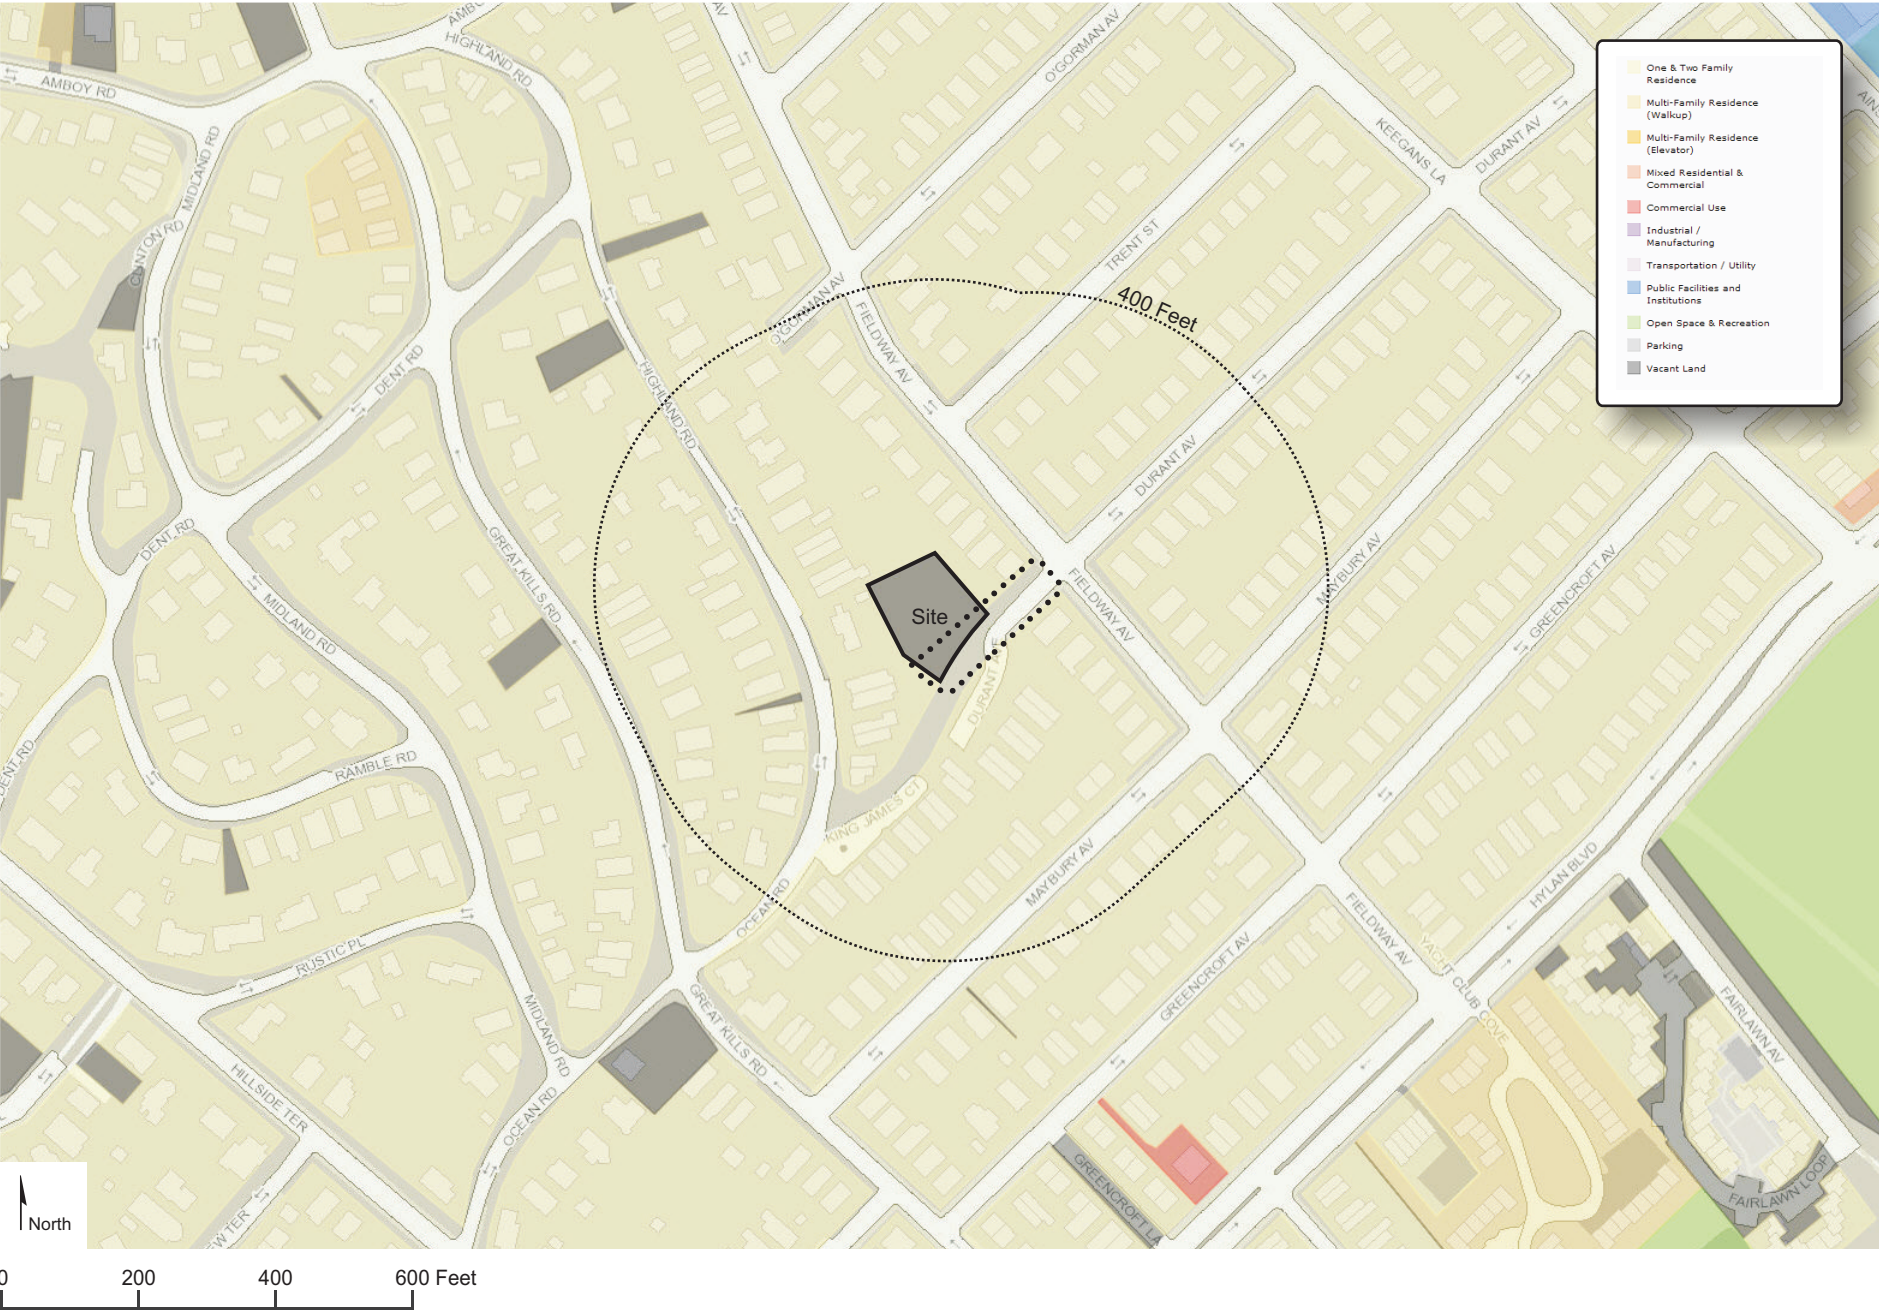 AMBOY RD
HIGHLAND RD
O'GORMAN AV
KEEGANS LA
DURANT AV
MIDLAND RD
CLINTON RD
TRENT ST
O'GORMAN AV
FIELDWAY AV
400 Feet
DENT RD
HIGHLAND RD
DURANT AV
DENT RD
GREAT KILLS RD
MIDLAND RD
Site
FIELDWAY AV
MAYBURY AV
GREENCROFT AV
DENT RD
RAMBLE RD
KING JAMES CT
OCEAN RD
MAYBURY AV
HYLAN BLVD
RUSTIC PL
MIDLAND RD
GREAT KILLS RD
GREENCROFT AV
FIELDWAY AV
YACHT CLUB COVE
FAIRLAWN AV
HILLSIDE TER
OCEAN RD
GREENCROFT LA
FAIRLAWN LOOP
EW TER
One & Two Family
Residence
Multi-Family Residence
(Walkup)
Multi-Family Residence
(Elevator)
Mixed Residential &
Commercial
Commercial Use
Industrial /
Manufacturing
Transportation / Utility
Public Facilities and
Institutions
Open Space & Recreation
Parking
Vacant Land
North
0 200 400 600 Feet